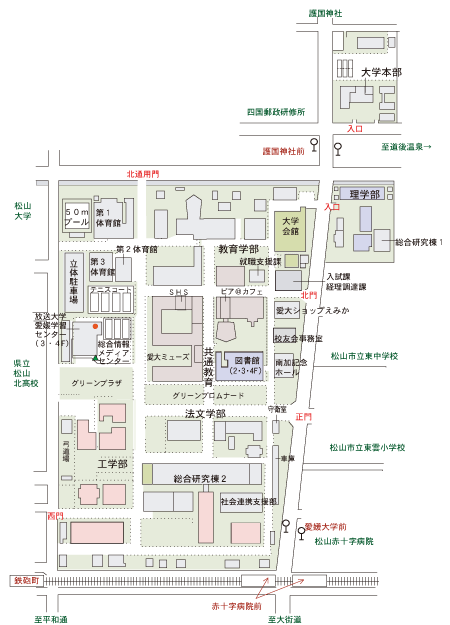 護国神社
大学本部
四国郵政研修所
入口
護国神社前
至道後温泉→
北通用門
理学部
松山
大学
50m
プール
第1
体育館
大学
会館
入口
総合研究棟1
第2体育館
教育学部
立体駐車場
第3
体育館
就職支援課
入試課
経理調達課
テニスコート
SHS
ピア@カフェ
北門
放送大学
愛媛学習
センター
(3・4F)
愛大ショップえみか
総合情報
メディア
センター
愛大ミューズ
共通教育
図書館
(2・3・4F)
校友会事務室
南加記念
ホール
松山市立東中学校
県立
松山
北高校
グリーンプラザ
グリーンプロムナード
守衛室
法文学部
正門
弓道場
工学部
車庫
松山市立東雲小学校
総合研究棟2
社会連携支援部
西門
愛媛大学前
松山赤十字病院
鉄砲町
赤十字病院前
至平和通
至大街道